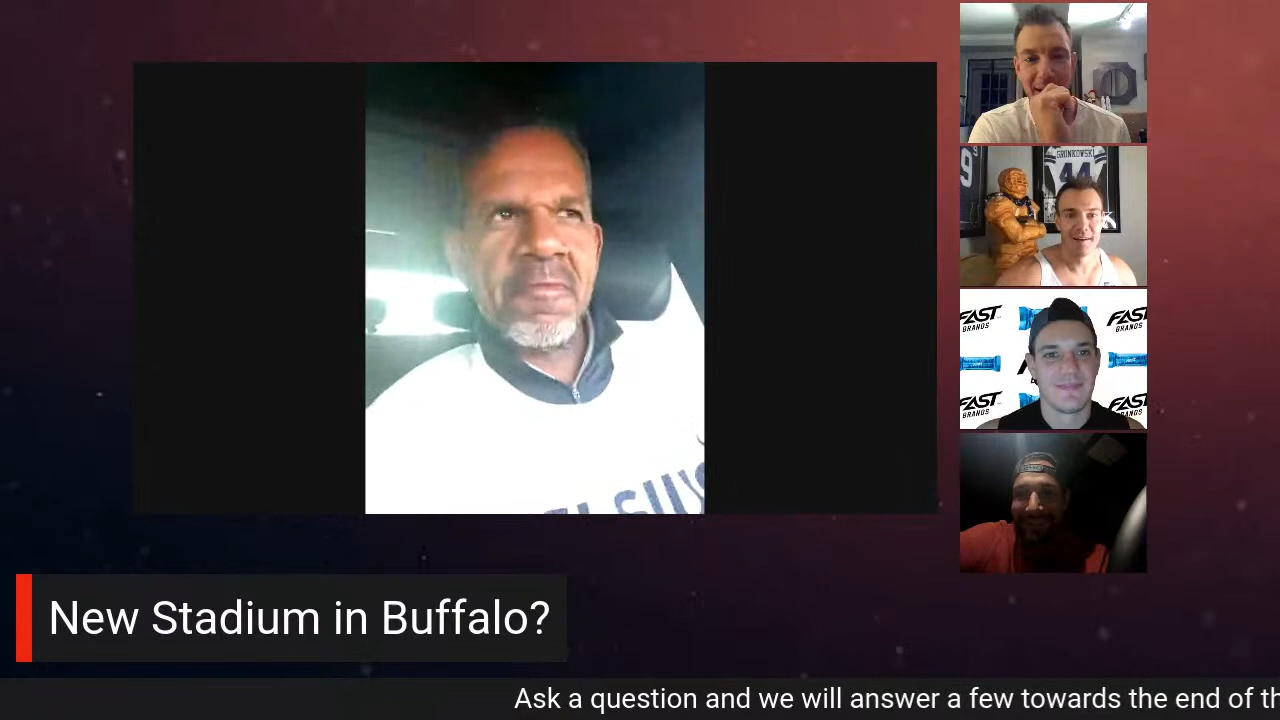 GRONKOWSKI
44
9
FAST
BRANDS
FAST
BRANDS
FAST
BRANDS
FAST
BRANDS
New Stadium in Buffalo?
Ask a question and we will answer a few towards the end of th